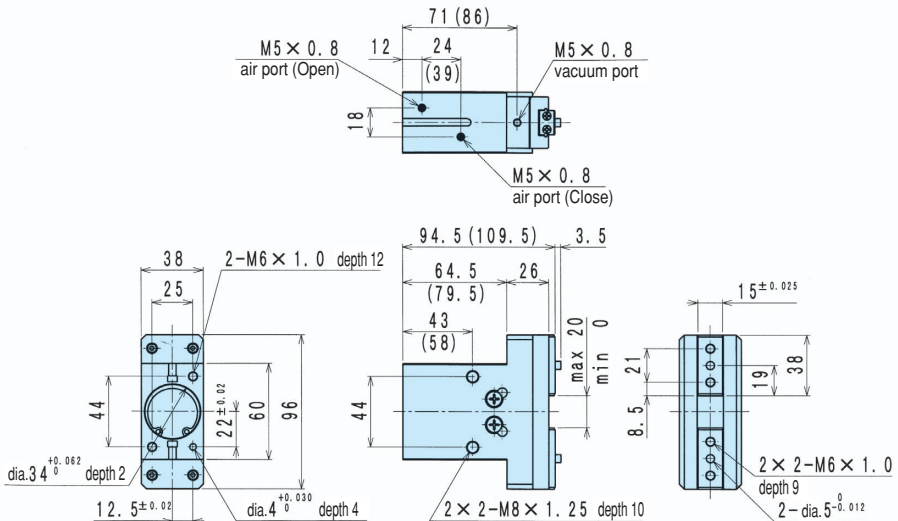 71 (86)
M5×0.8
air port (Open)
12
24
(39)
M5×0.8
vacuum port
18
M5×0.8
air port (Close)
94.5 (109.5)
3.5
38
2-M6×1.0 depth 12
64.5
(79.5)
26
25
15±0.025
43
(58)
max 20
min 0
21
19
38
44
22±0.02
60
96
44
8.5
dia.34 +0.062 0 depth 2
2×2-M6×1.0
depth 9
12.5±0.02
dia.4 +0.030 0 depth 4
2×2-M8×1.25 depth 10
2-dia.5 0 -0.012